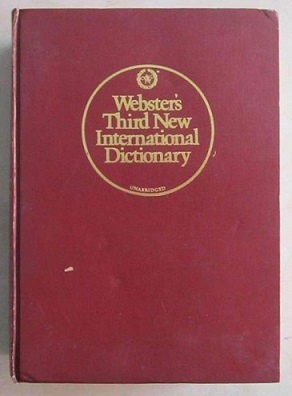 Webster's
Third New
International
Dictionary
UNABRIDGED